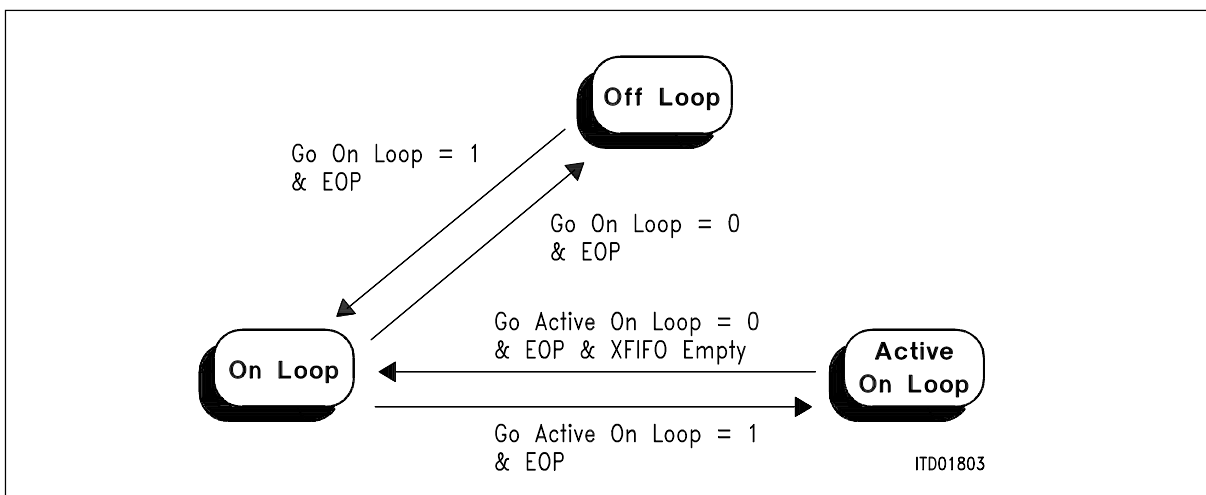 Off Loop
Go On Loop = 1
& EOP
Go On Loop = 0
& EOP
Go Active On Loop = 0
& EOP & XFIFO Empty
On Loop
Active
On Loop
Go Active On Loop = 1
& EOP
ITD01803